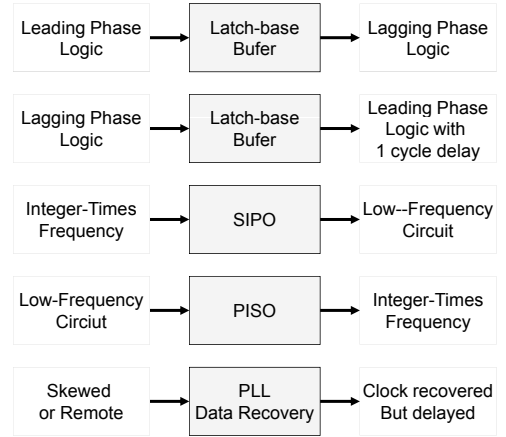 Leading Phase
Logic
Latch-base
Bufer
Lagging Phase
Logic
Lagging Phase
Logic
Latch-base
Bufer
Leading Phase
Logic with
1 cycle delay
Integer-Times
Frequency
SIPO
Low--Frequency
Circuit
Low-Frequency
Circiut
PISO
Integer-Times
Frequency
Skewed
or Remote
PLL
Data Recovery
Clock recovered
But delayed